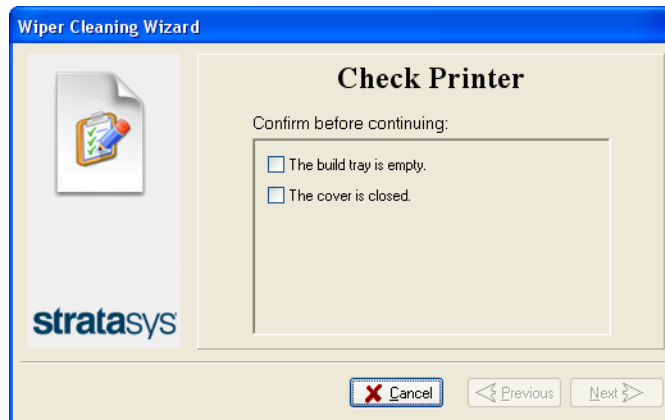 Wiper Cleaning Wizard
Check Printer
Confirm before continuing:
The build tray is empty.
The cover is closed.
stratasys
Cancel
Previous
Next